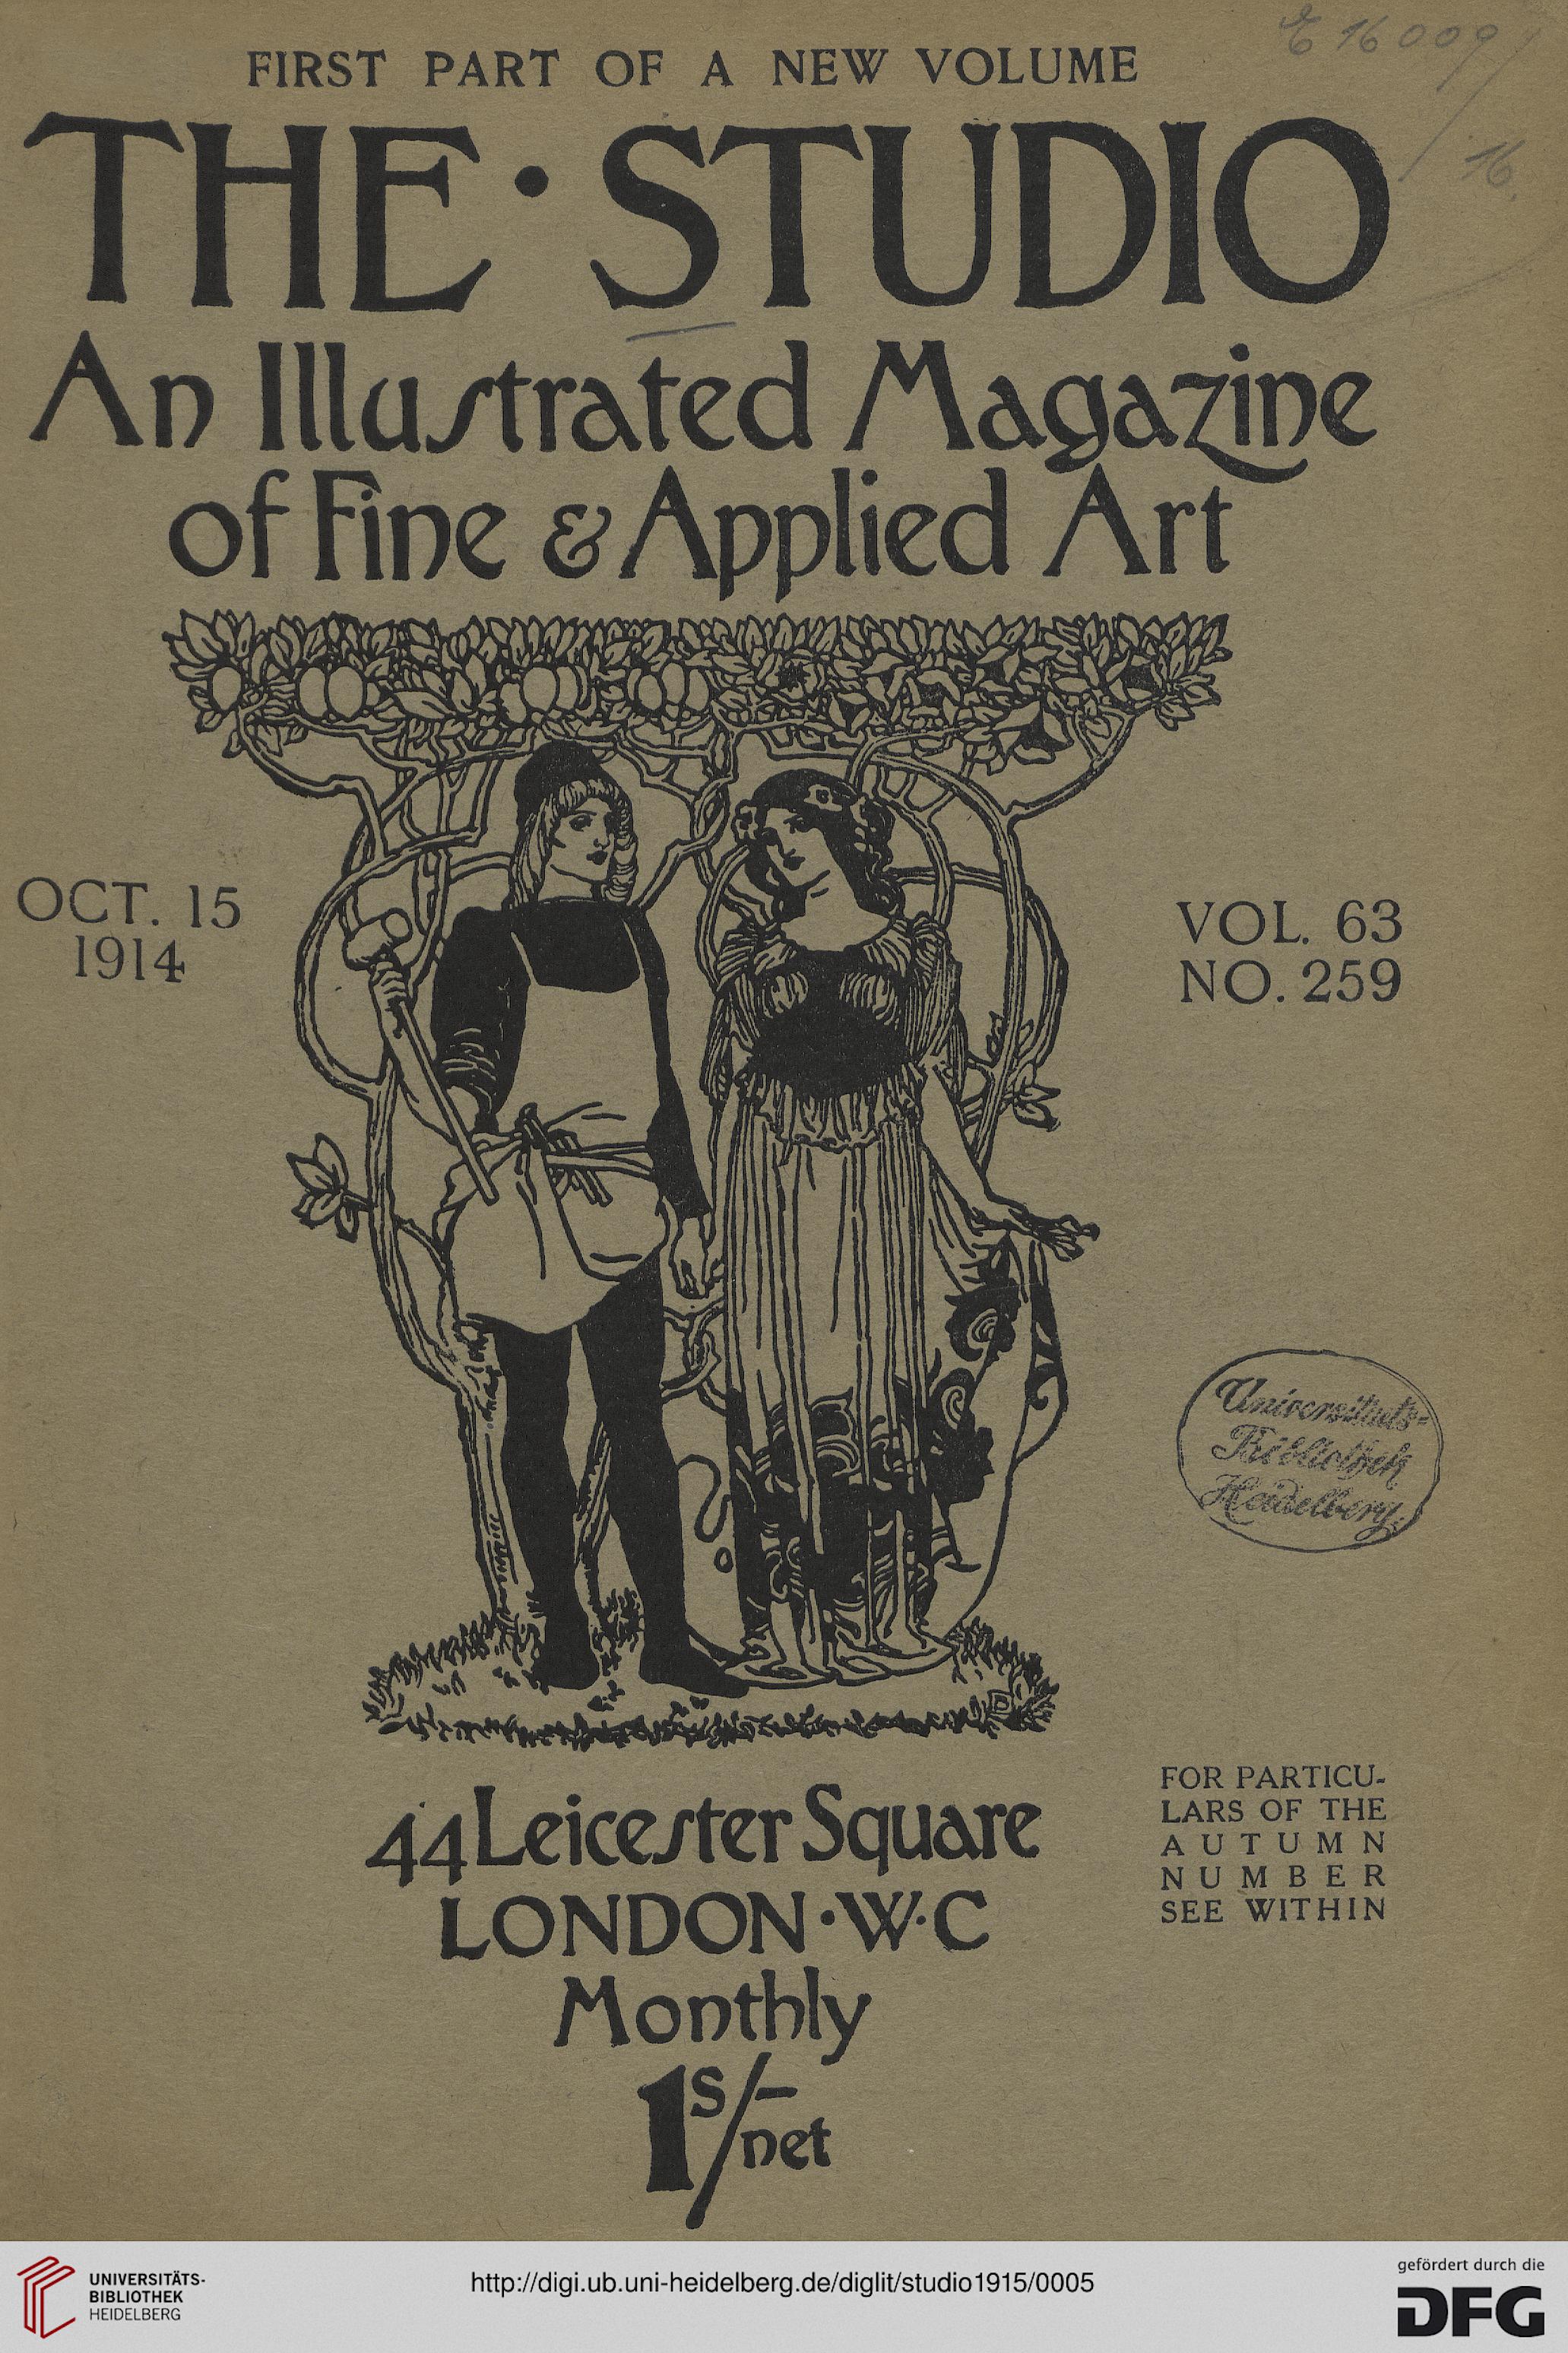 E 16009
16
FIRST PART OF A NEW VOLUME
THE · STUDIO
An Illustrated Magazine
of Fine & Applied Art
OCT. 15
1914
VOL. 63
NO. 259
Universitäts-
Bibliothek
Heidelberg.
44 Leicester Square
LONDON · W · C
Monthly
1s/- net
FOR PARTICU-
LARS OF THE
AUTUMN
NUMBER
SEE WITHIN
UNIVERSITÄTS-
BIBLIOTHEK
HEIDELBERG
http://digi.ub.uni-heidelberg.de/diglit/studio1915/0005
gefördert durch die
DFG